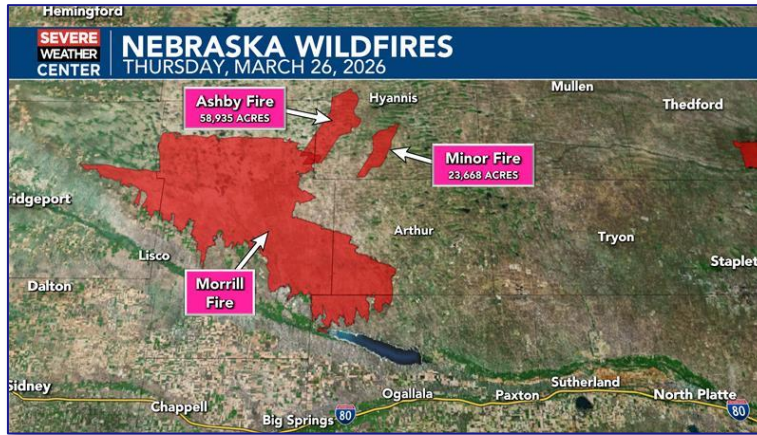 Hemingford
SEVERE
WEATHER
CENTER
NEBRASKA WILDFIRES
THURSDAY, MARCH 26, 2026
Ashby Fire
58,935 ACRES
Hyannis
Mullen
Thedford
Minor Fire
23,668 ACRES
ridgeport
Lisco
Arthur
Tryon
Staplet
Dalton
Morrill
Fire
Sidney
Chappell
Big Springs
80
Ogallala
Paxton
Sutherland
North Platte
80